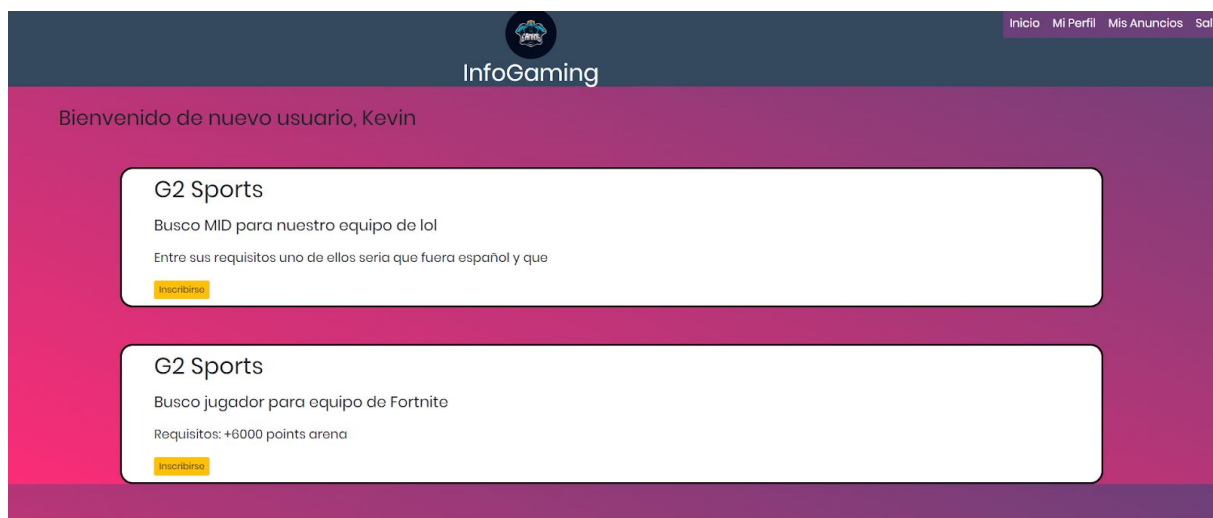 Inicio Mi Perfil Mis Anuncios Sal
InfoGaming
Bienvenido de nuevo usuario, Kevin
G2 Sports
Busco MID para nuestro equipo de lol
Entre sus requisitos uno de ellos seria que fuera español y que
Inscribirse
G2 Sports
Busco jugador para equipo de Fortnite
Requisitos: +6000 points arena
Inscribirse